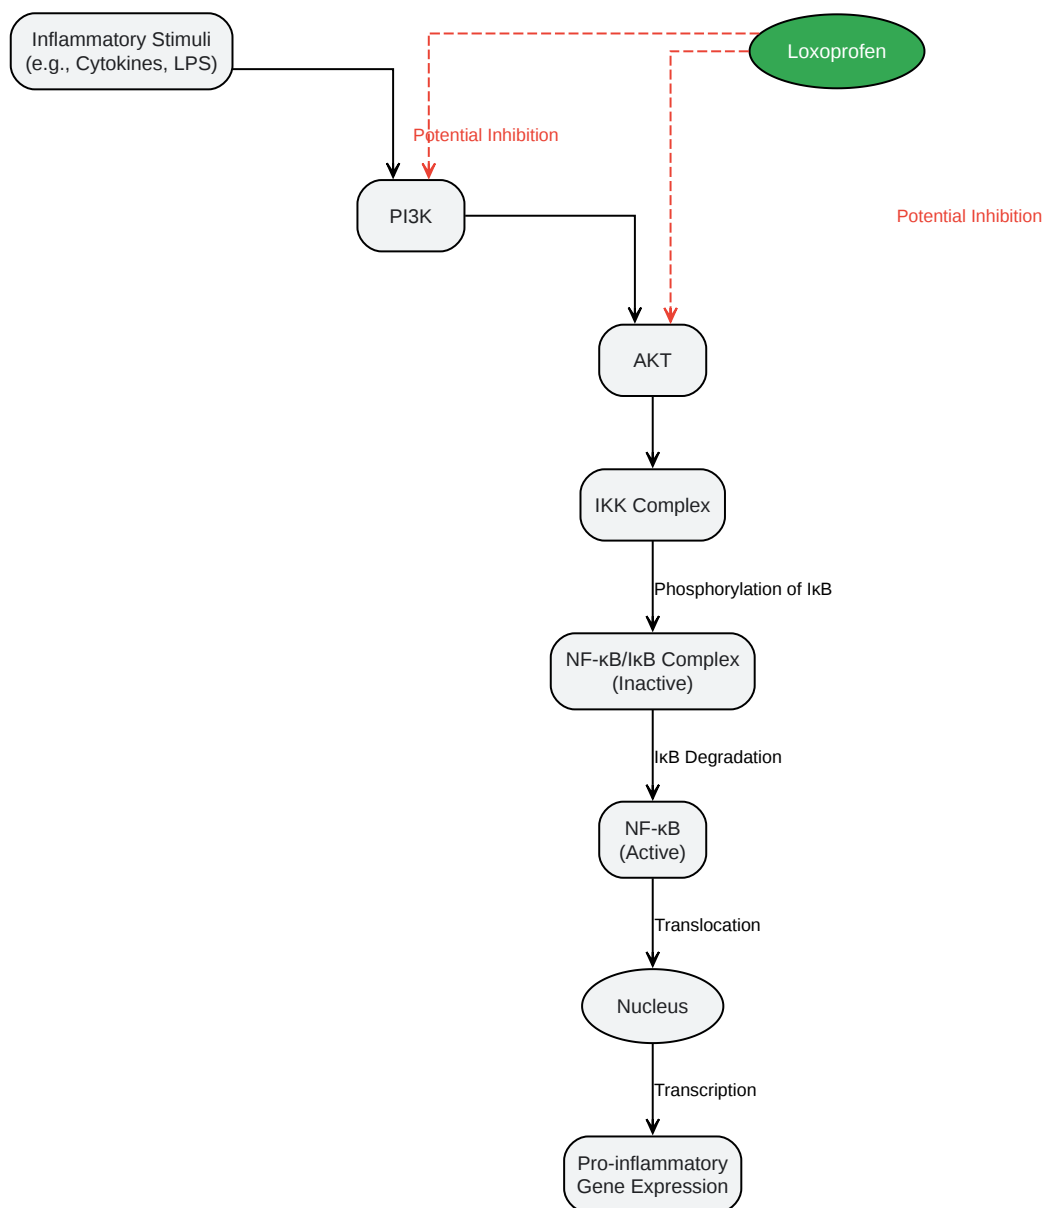 Inflammatory Stimuli
(e.g., Cytokines, LPS)
Loxoprofen
Potential Inhibition
PI3K
Potential Inhibition
AKT
IKK Complex
Phosphorylation of IκB
NF-κB/IκB Complex
(Inactive)
IκB Degradation
NF-κB
(Active)
Translocation
Nucleus
Transcription
Pro-inflammatory
Gene Expression